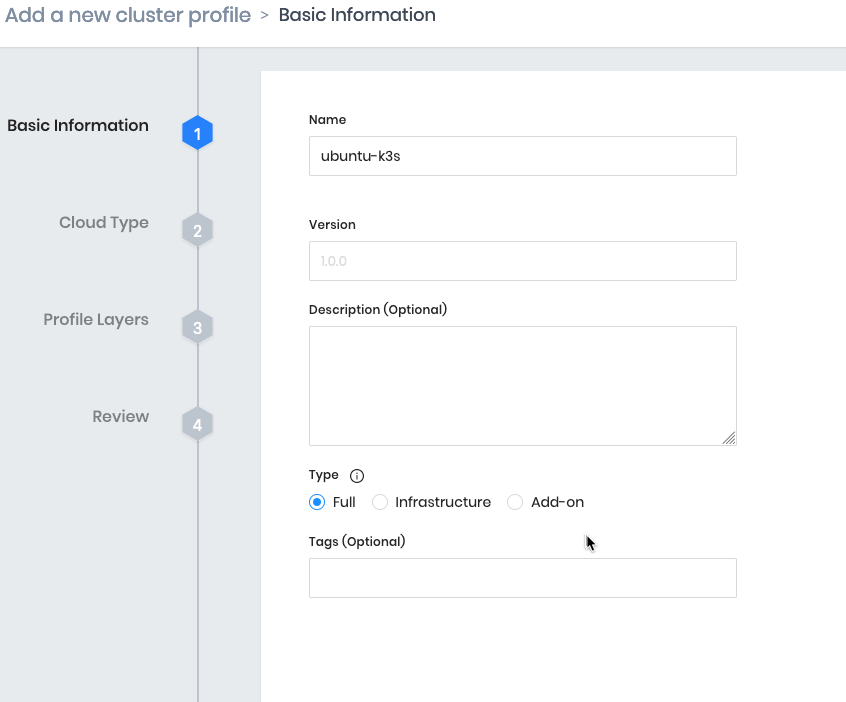 Add a new cluster profile > Basic Information
Basic Information
1
Cloud Type
2
Profile Layers
3
Review
4
Name
ubuntu-k3s
Version
1.0.0
Description (Optional)
Type
Full Infrastructure Add-on
Tags (Optional)